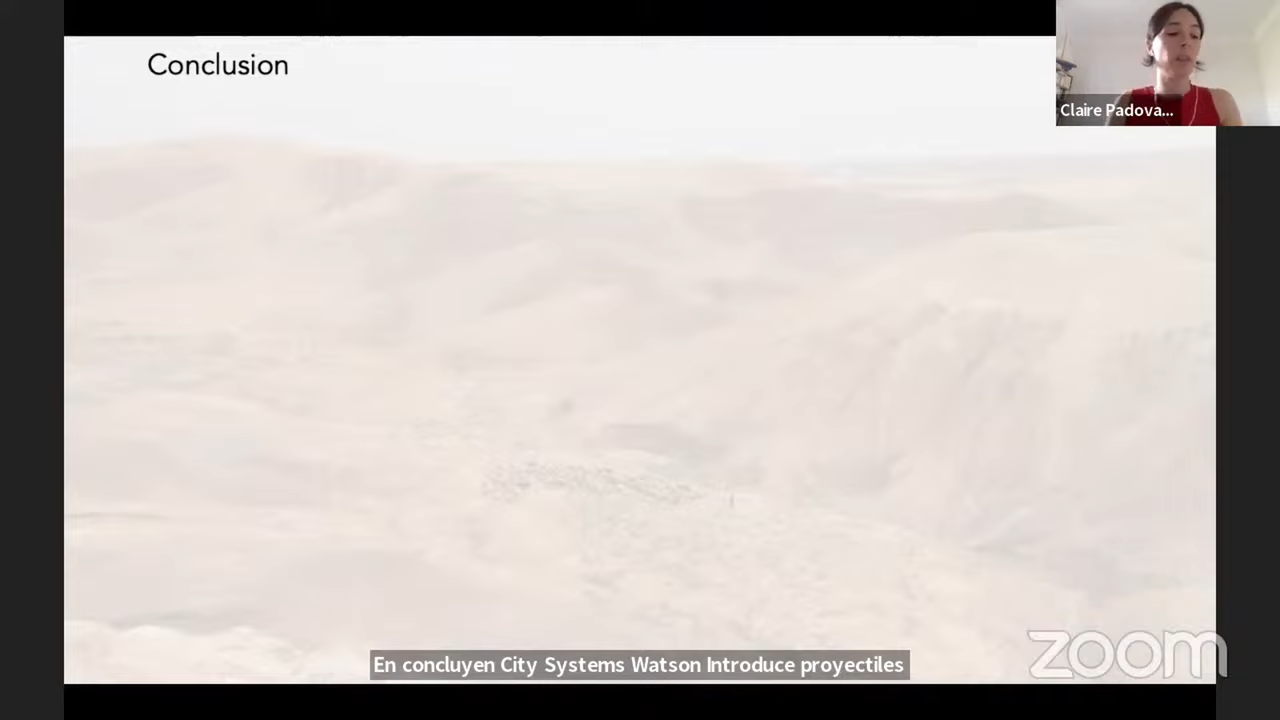 Conclusion
Claire Padova...
En concluyen City Systems Watson Introduce proyectiles
zoom